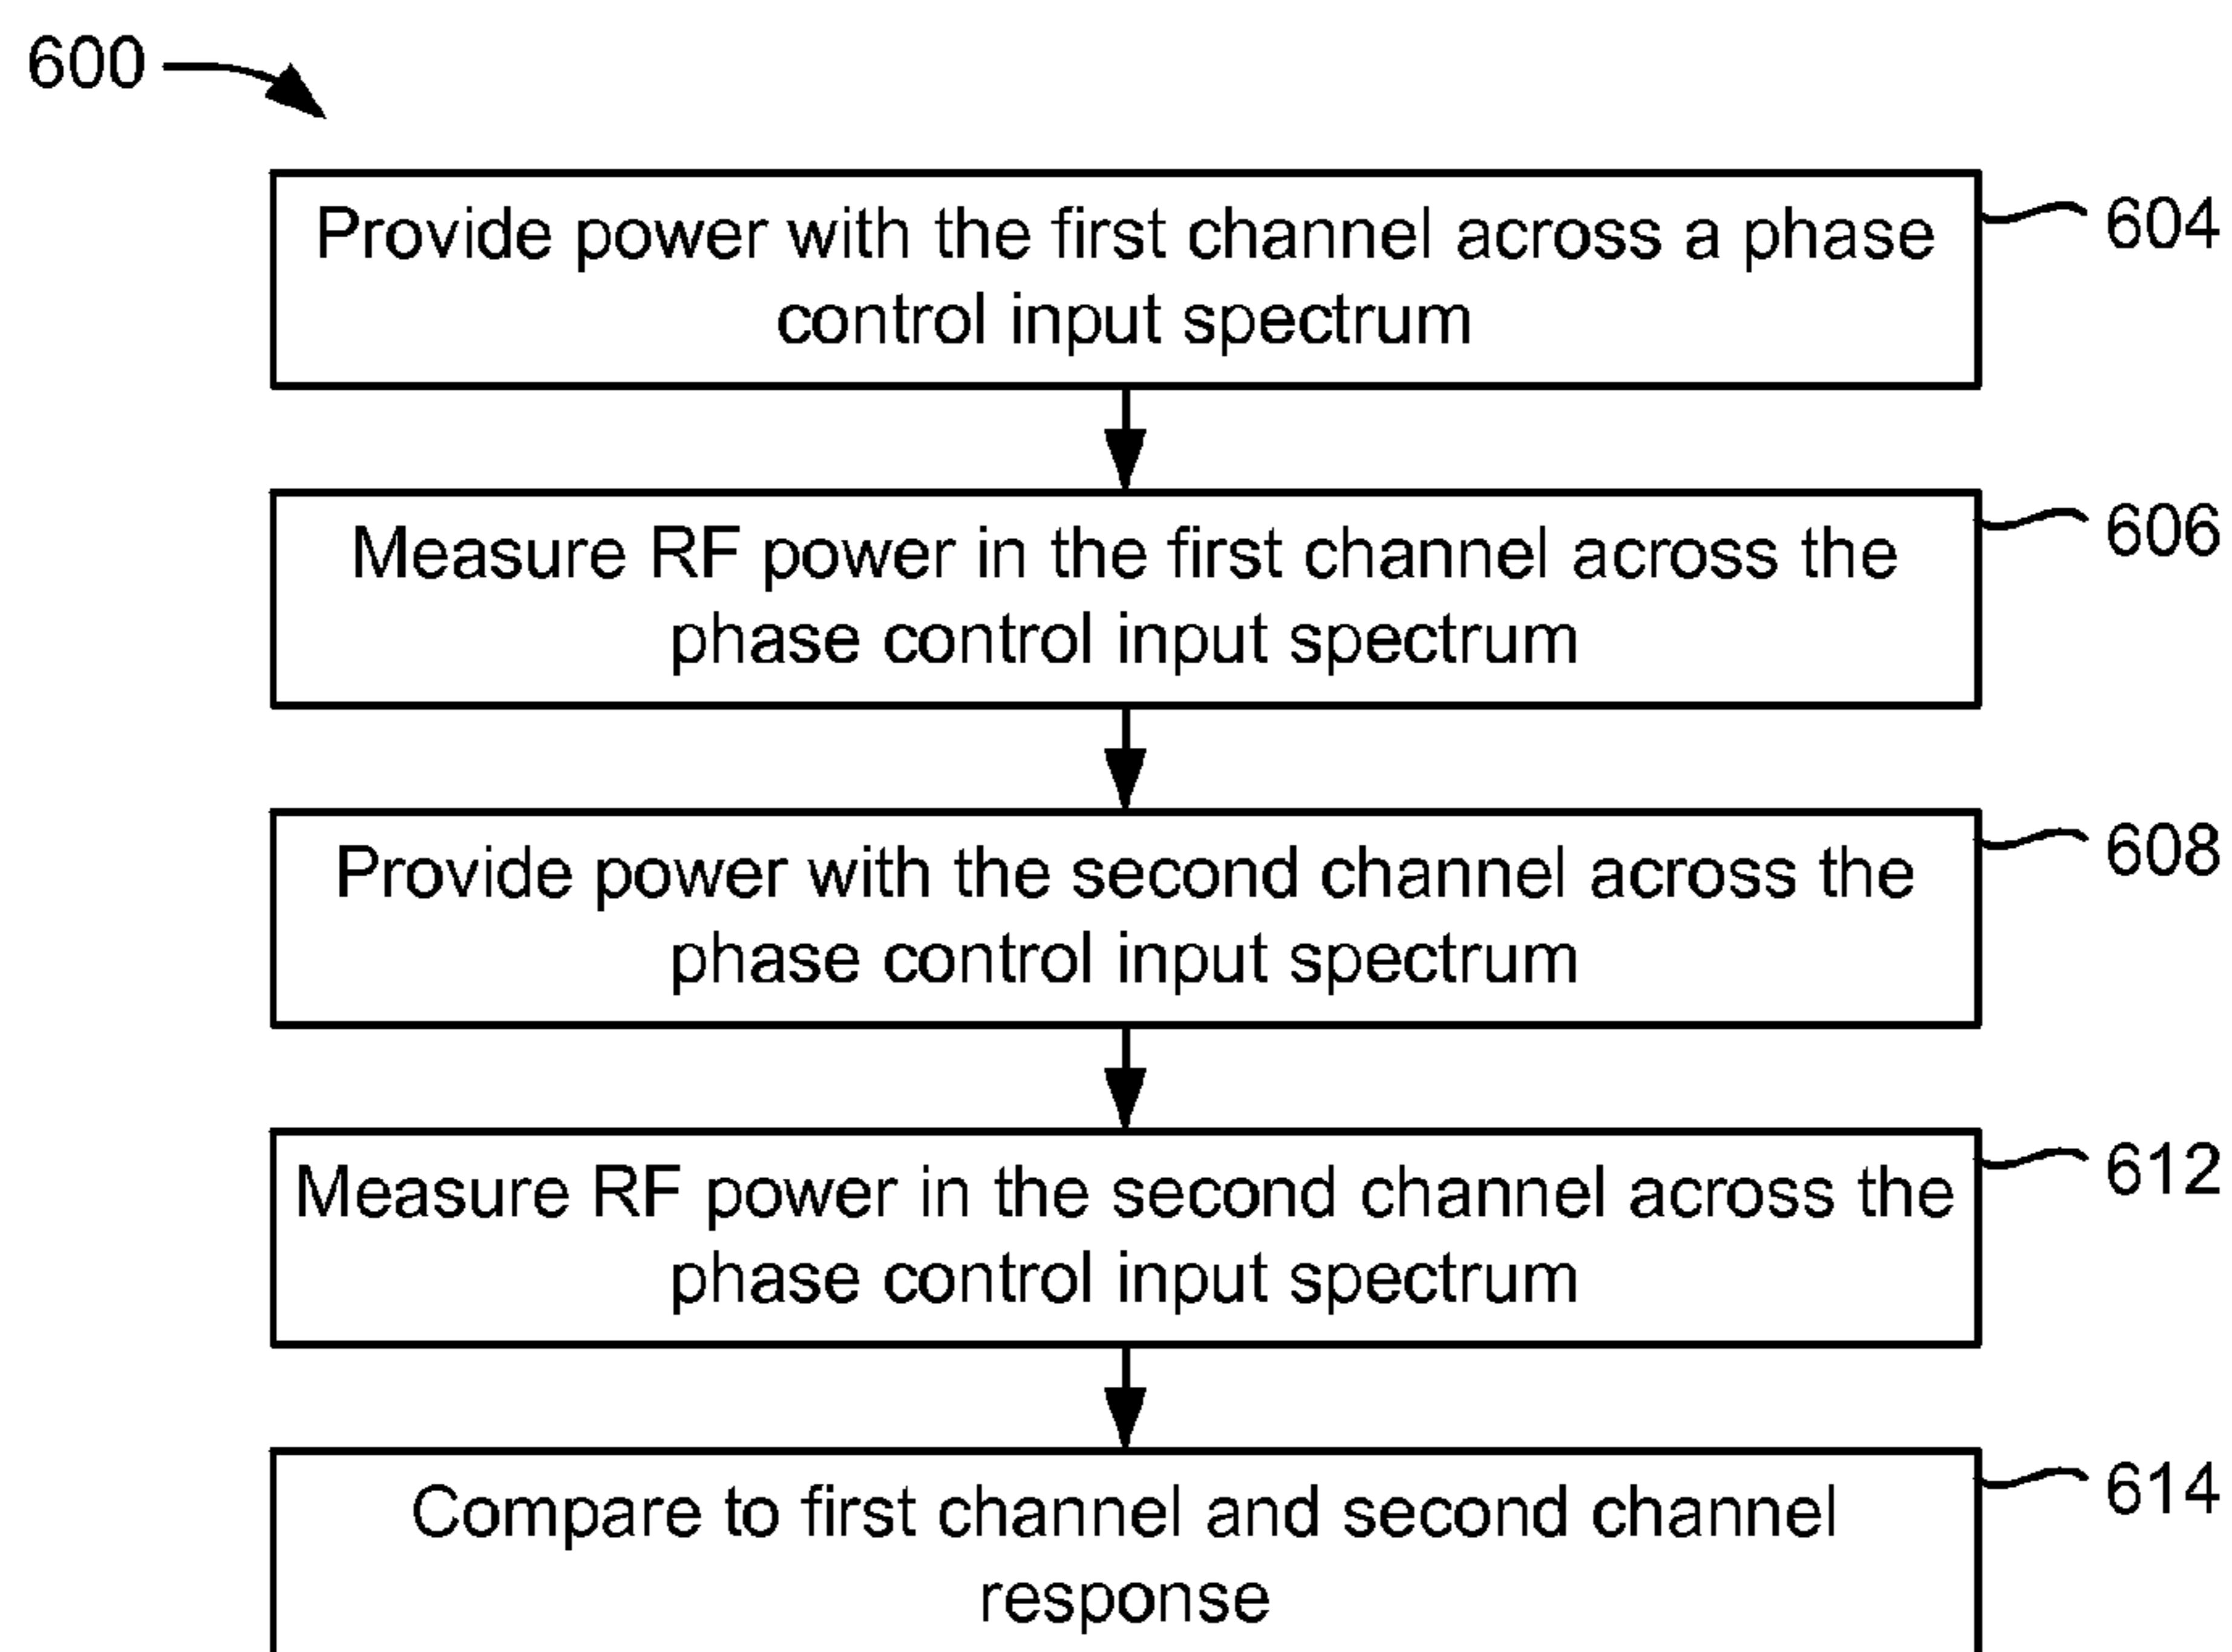 600
Provide power with the first channel across a phase
control input spectrum
604
Measure RF power in the first channel across the
phase control input spectrum
606
Provide power with the second channel across the
phase control input spectrum
608
Measure RF power in the second channel across the
phase control input spectrum
612
Compare to first channel and second channel
response
614